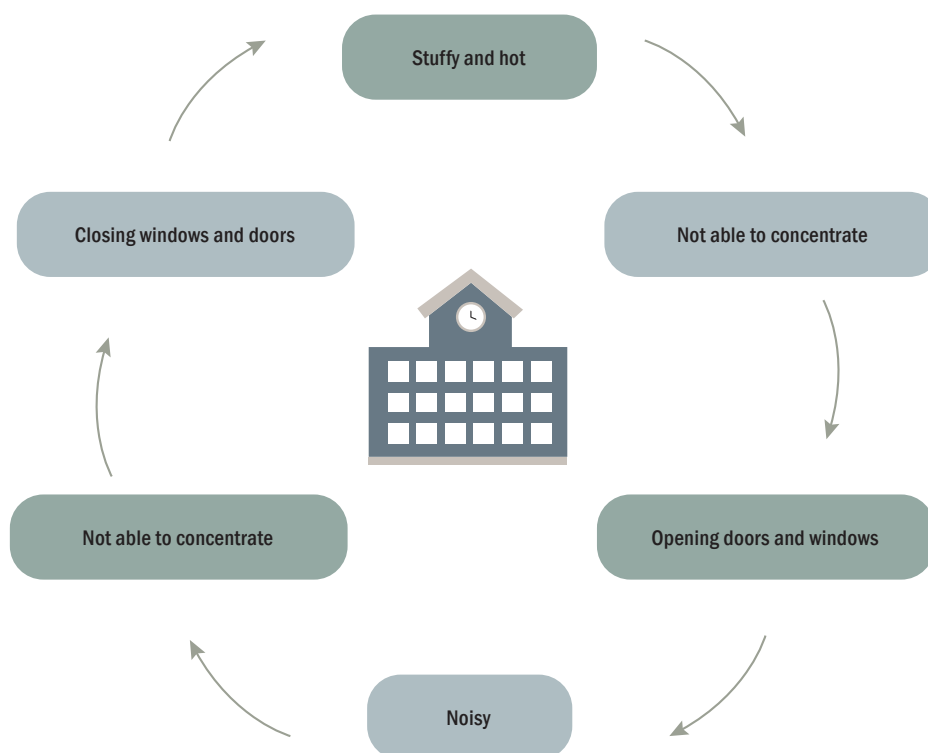 Stuffy and hot
Not able to concentrate
Opening doors and windows
Noisy
Not able to concentrate
Closing windows and doors